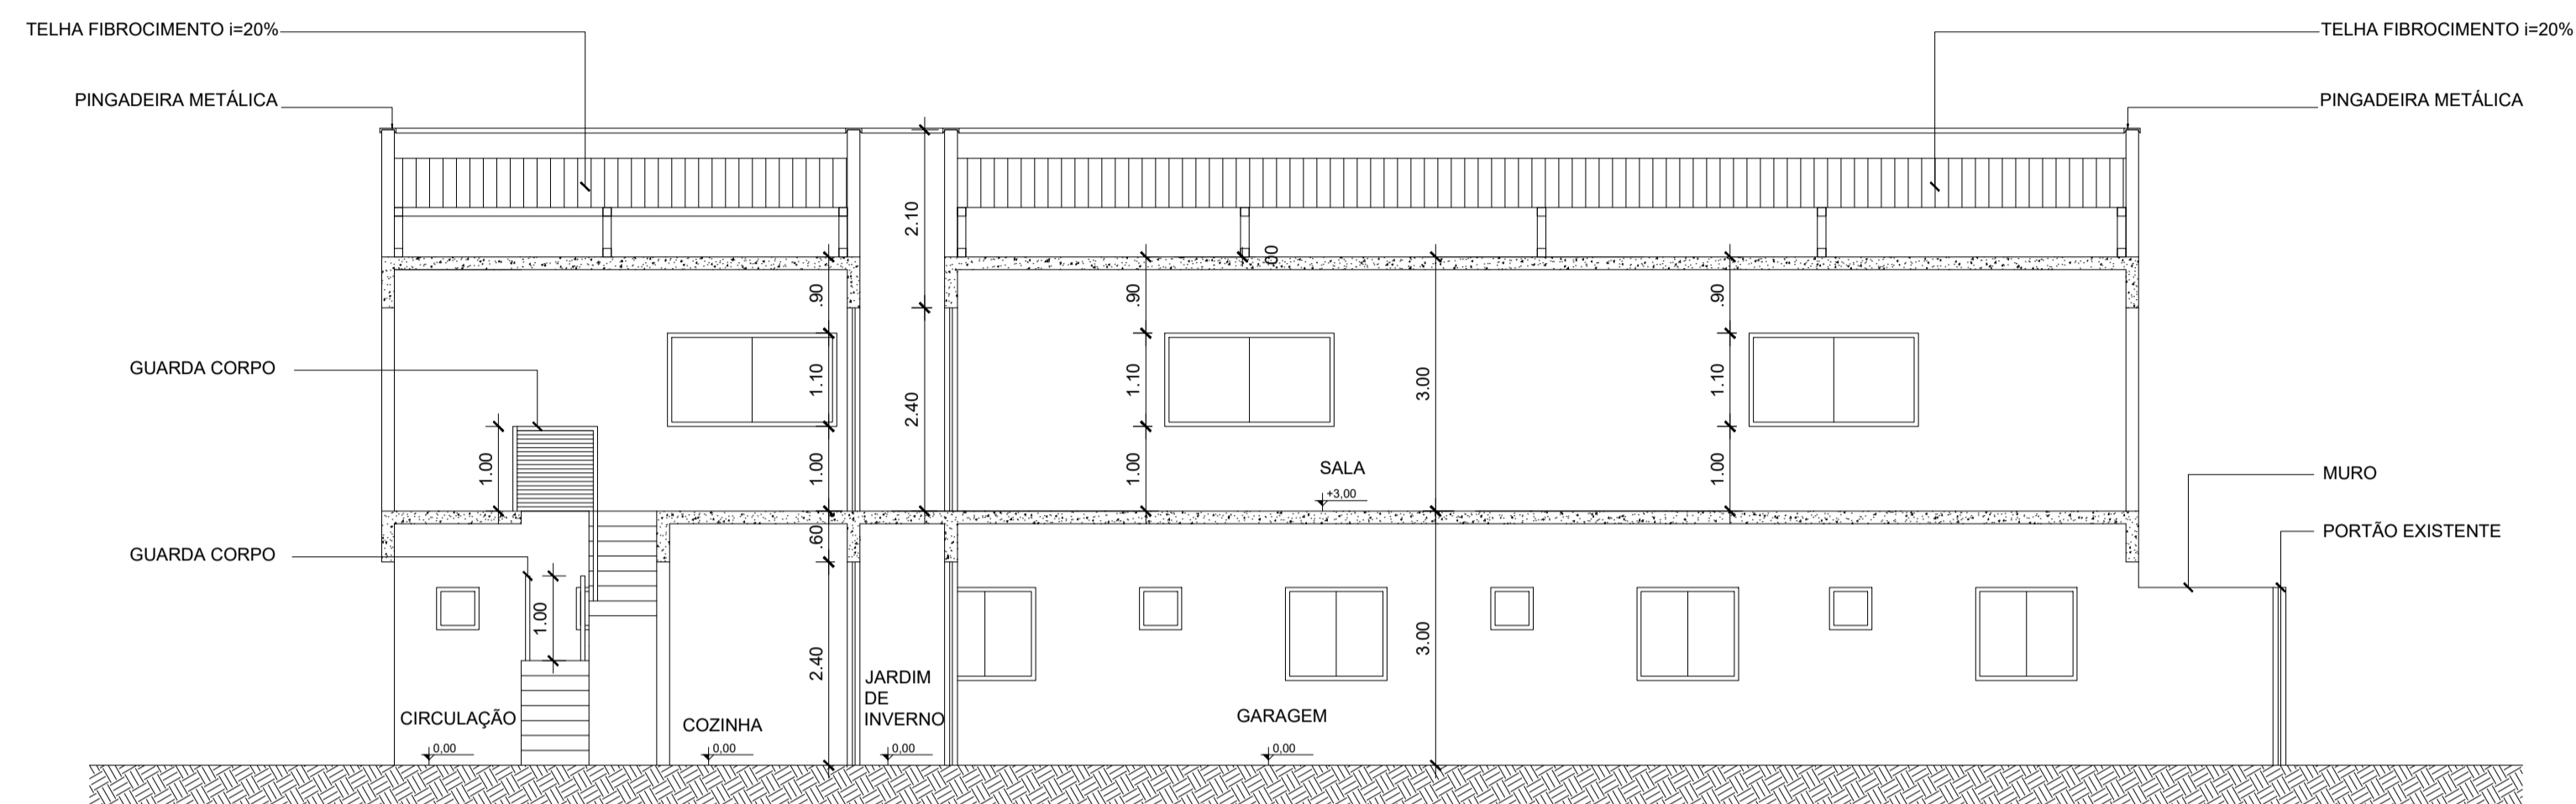 TELHA FIBROCIMENTO i=20%
TELHA FIBROCIMENTO i=20%
PINGADEIRA METÁLICA
PINGADEIRA METÁLICA
2.10
.00
.90
.90
.90
GUARDA CORPO
1.10
2.40
1.10
3.00
1.10
1.00
1.00
1.00
SALA
+3,00
1.00
MURO
GUARDA CORPO
.60
PORTÃO EXISTENTE
1.00
2.40
3.00
JARDIM
DE
INVERNO
CIRCULAÇÃO
COZINHA
GARAGEM
0,00
0,00
0,00
0,00